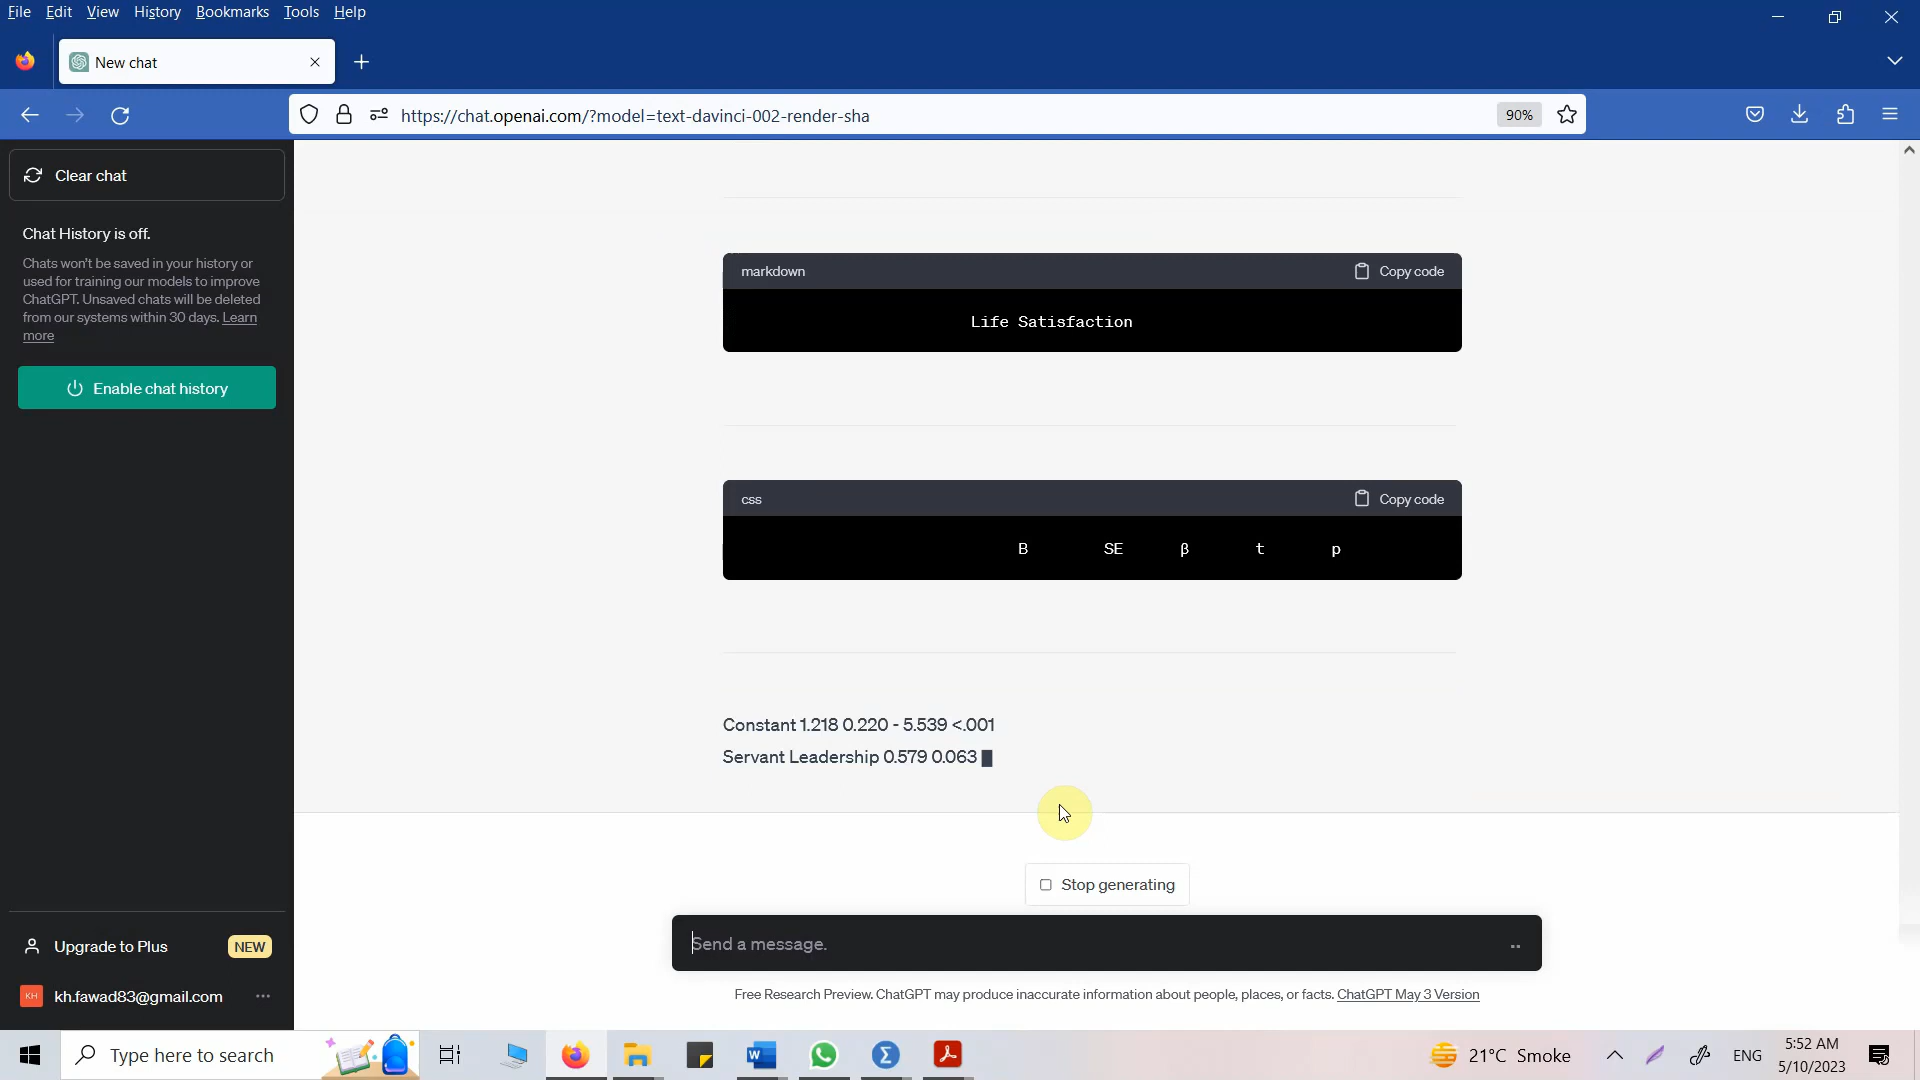 File Edit View History Bookmarks Tools Help
New chat
https://chat.openai.com/?model=text-davinci-002-render-sha
90%
Clear chat
Chat History is off.
Chats won't be saved in your history or
used for training our models to improve
ChatGPT. Unsaved chats will be deleted
from our systems within 30 days. Learn
more
Enable chat history
markdown
Copy code
Life Satisfaction
css
Copy code
B SE β t p
Constant 1.218 0.220 - 5.539 <.001
Servant Leadership 0.579 0.063
Stop generating
Send a message.
Free Research Preview. ChatGPT may produce inaccurate information about people, places, or facts. ChatGPT May 3 Version
Upgrade to Plus
NEW
KH
kh.fawad83@gmail.com
Type here to search
21°C Smoke
ENG
5:52 AM
5/10/2023